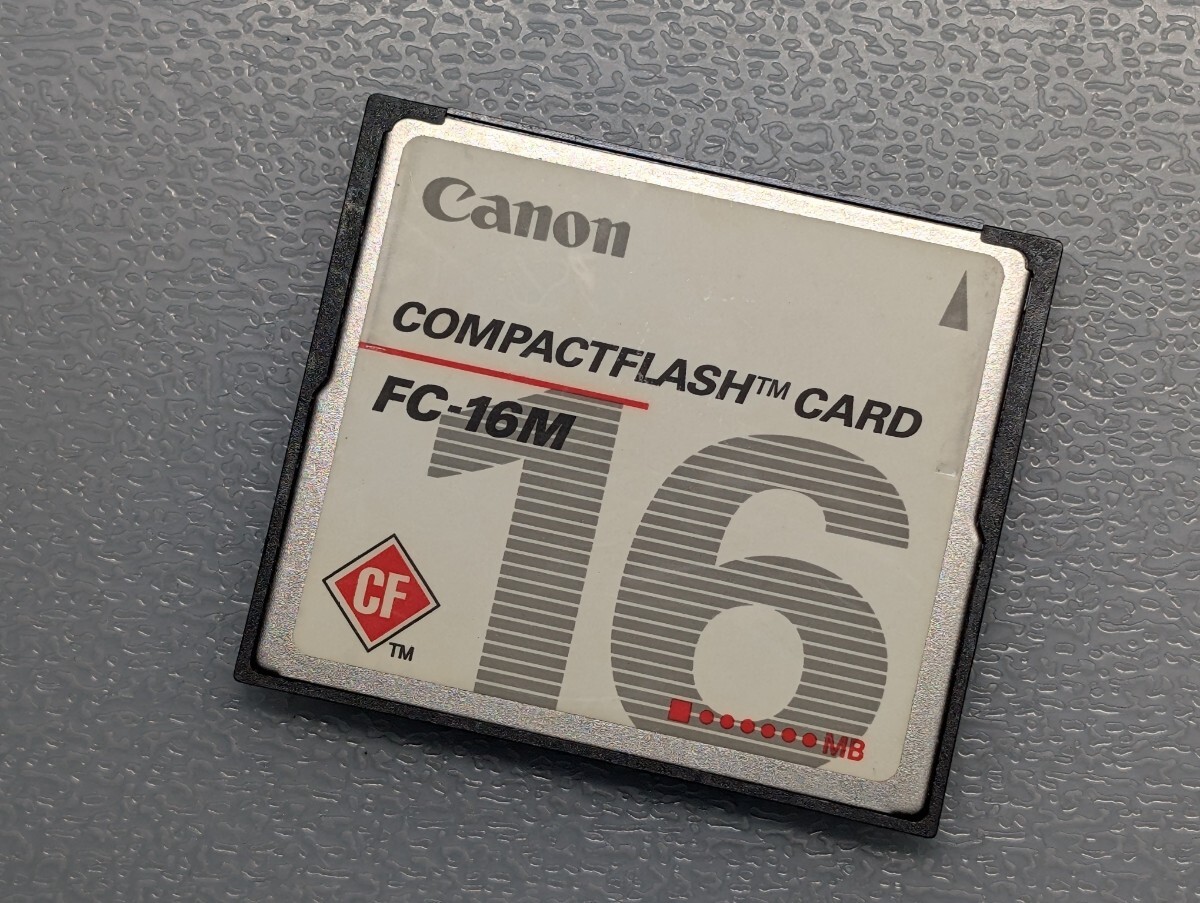 Canon
COMPACTFLASH™ CARD
FC-16M
16
CF
™
MB